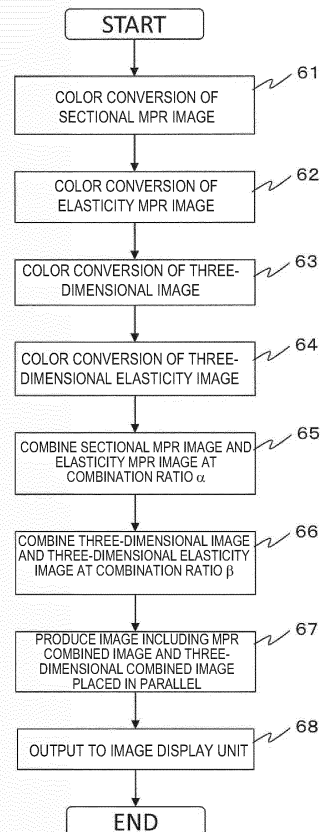 START
61
COLOR CONVERSION OF
SECTIONAL MPR IMAGE
62
COLOR CONVERSION OF
ELASTICITY MPR IMAGE
63
COLOR CONVERSION OF THREE-
DIMENSIONAL IMAGE
64
COLOR CONVERSION OF THREE-
DIMENSIONAL ELASTICITY IMAGE
65
COMBINE SECTIONAL MPR IMAGE AND
ELASTICITY MPR IMAGE AT
COMBINATION RATIO α
66
COMBINE THREE-DIMENSIONAL IMAGE
AND THREE-DIMENSIONAL ELASTICITY
IMAGE AT COMBINATION RATIO β
67
PRODUCE IMAGE INCLUDING MPR
COMBINED IMAGE AND THREE-
DIMENSIONAL COMBINED IMAGE
PLACED IN PARALLEL
68
OUTPUT TO IMAGE DISPLAY UNIT
END